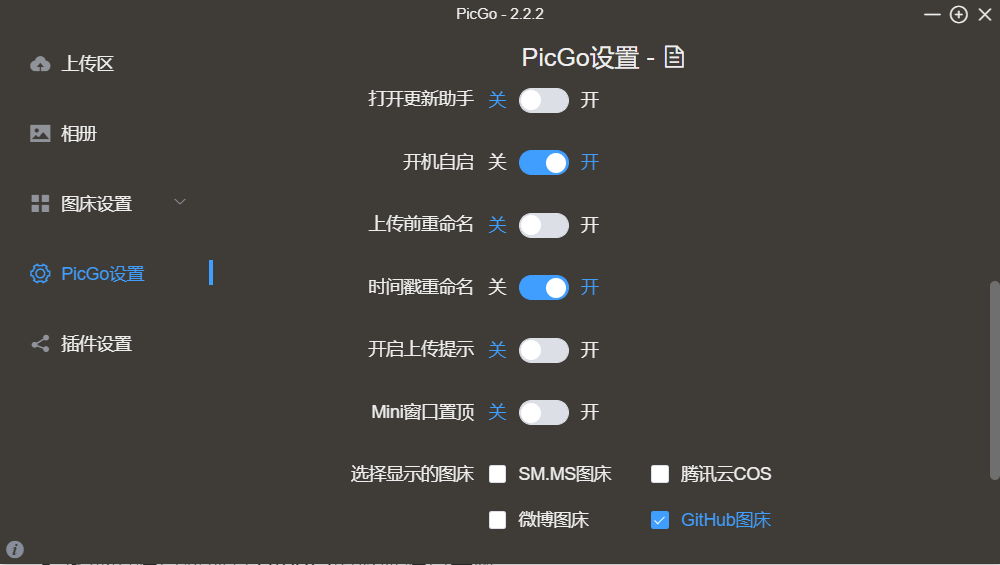 PicGo - 2.2.2
上传区
相册
图床设置
PicGo设置
插件设置
PicGo设置 -
打开更新助手 关 开
开机自启 关 开
上传前重命名 关 开
时间戳重命名 关 开
开启上传提示 关 开
Mini窗口置顶 关 开
选择显示的图床 SM.MS图床 腾讯云COS
微博图床 GitHub图床